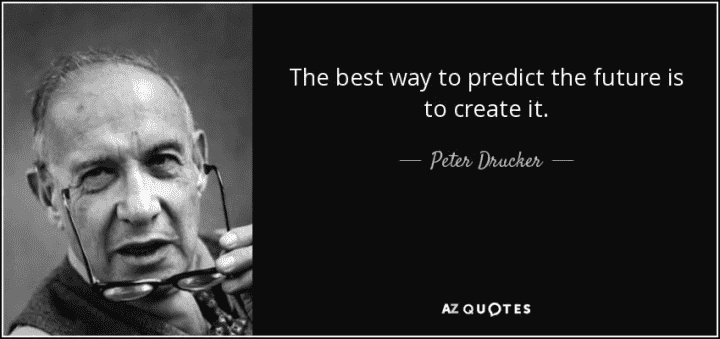 The best way to predict the future is
to create it.
— Peter Drucker —
AZ QUOTES